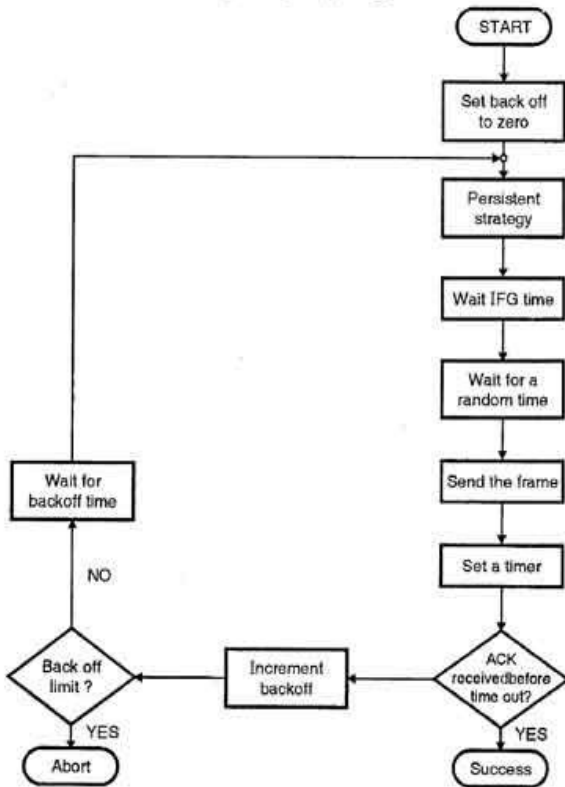 START
Set back off
to zero
Persistent
strategy
Wait IFG time
Wait for a
random time
Send the frame
Set a timer
ACK
receivedbefore
time out?
YES
Success
Increment
backoff
Back off
limit ?
YES
Abort
NO
Wait for
backoff time